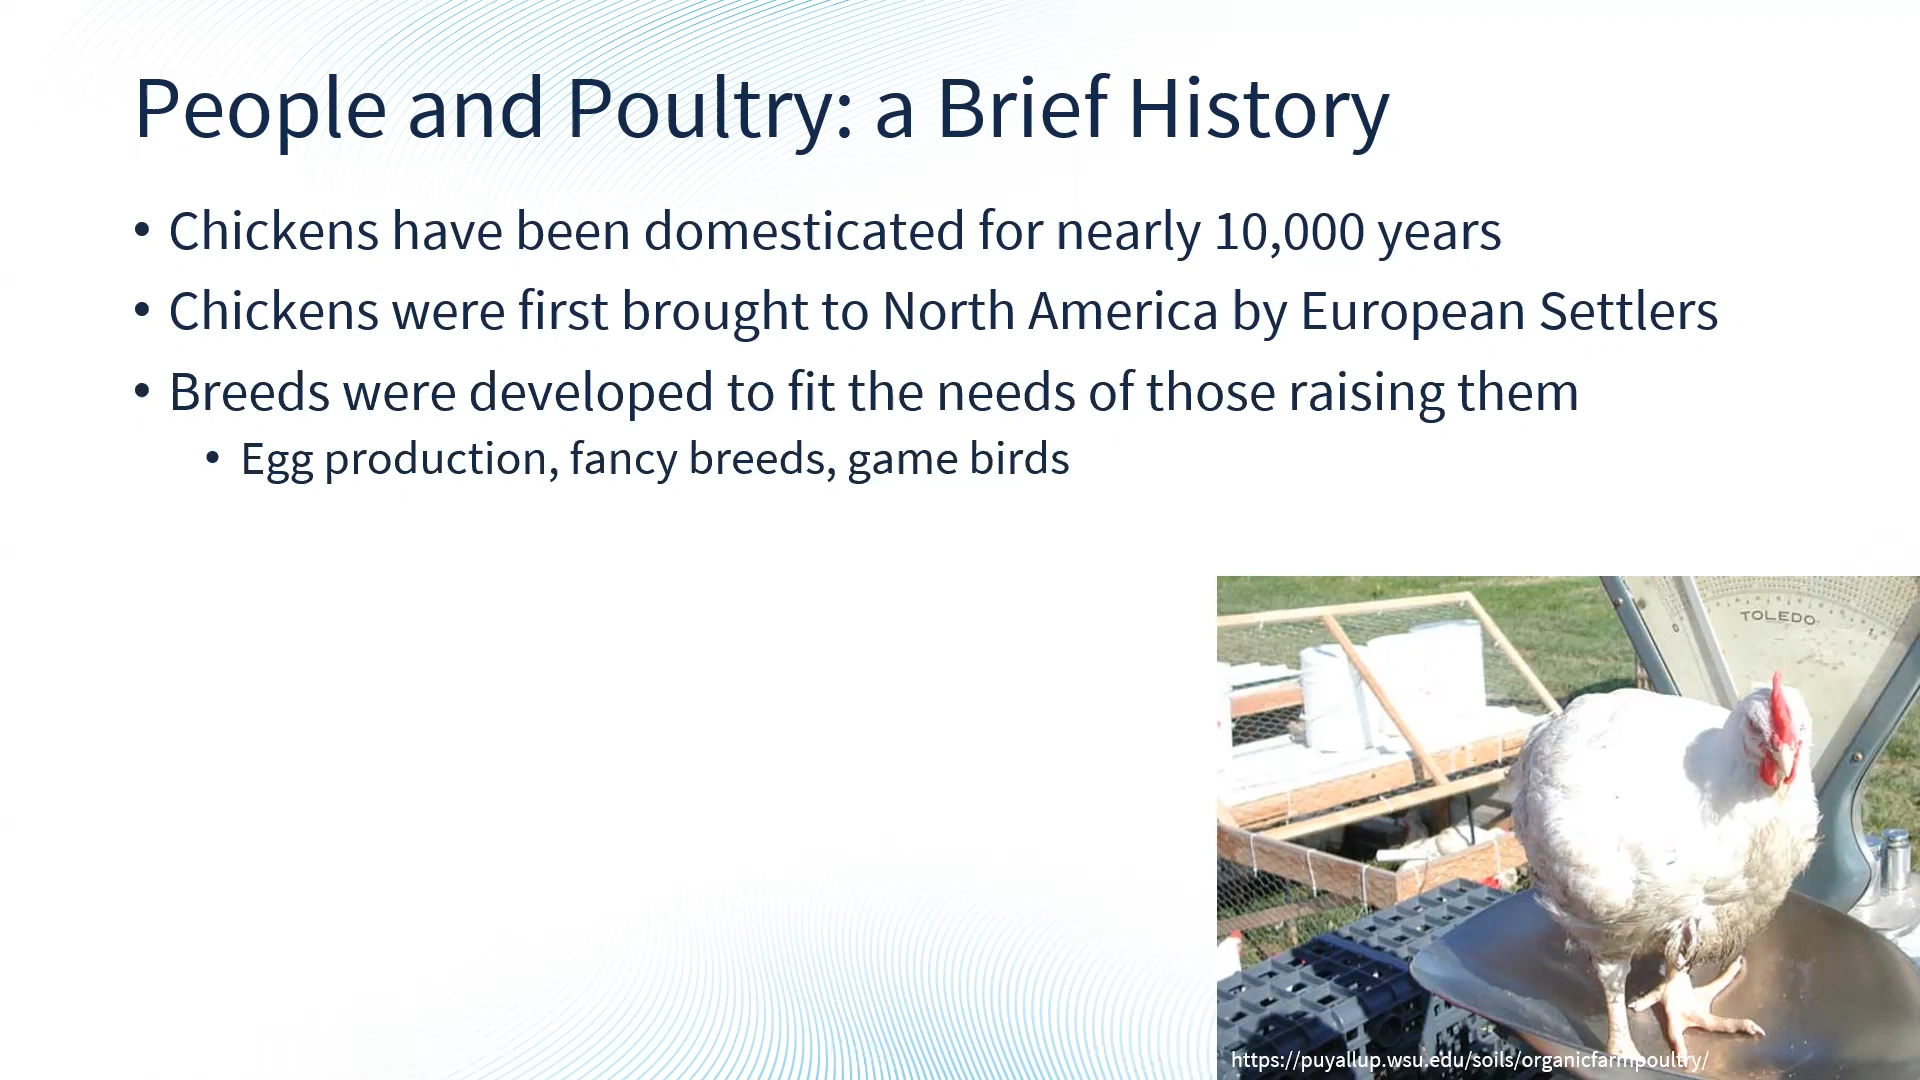 People and Poultry: a Brief History
• Chickens have been domesticated for nearly 10,000 years
• Chickens were first brought to North America by European Settlers
• Breeds were developed to fit the needs of those raising them
• Egg production, fancy breeds, game birds
TOLEDO
0
https://puyallup.wsu.edu/soils/organicfarmpoultry/